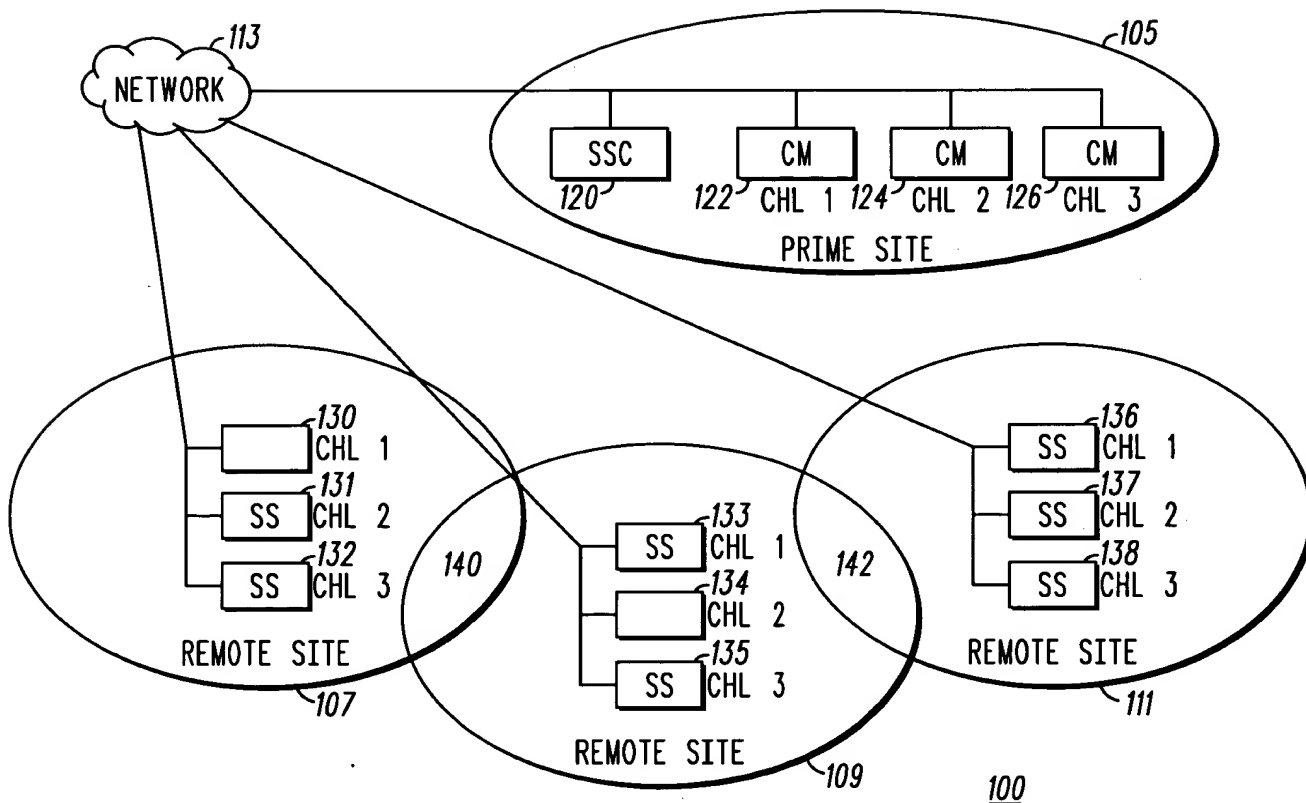 113
NETWORK
105
SSC
CM
CM
CM
120
122
CHL 1
124
CHL 2
126
CHL 3
PRIME SITE
130
CHL 1
131
SS
CHL 2
132
SS
CHL 3
REMOTE SITE
107
140
133
SS
CHL 1
134
CHL 2
135
SS
CHL 3
REMOTE SITE
109
142
136
SS
CHL 1
137
SS
CHL 2
138
SS
CHL 3
REMOTE SITE
111
100